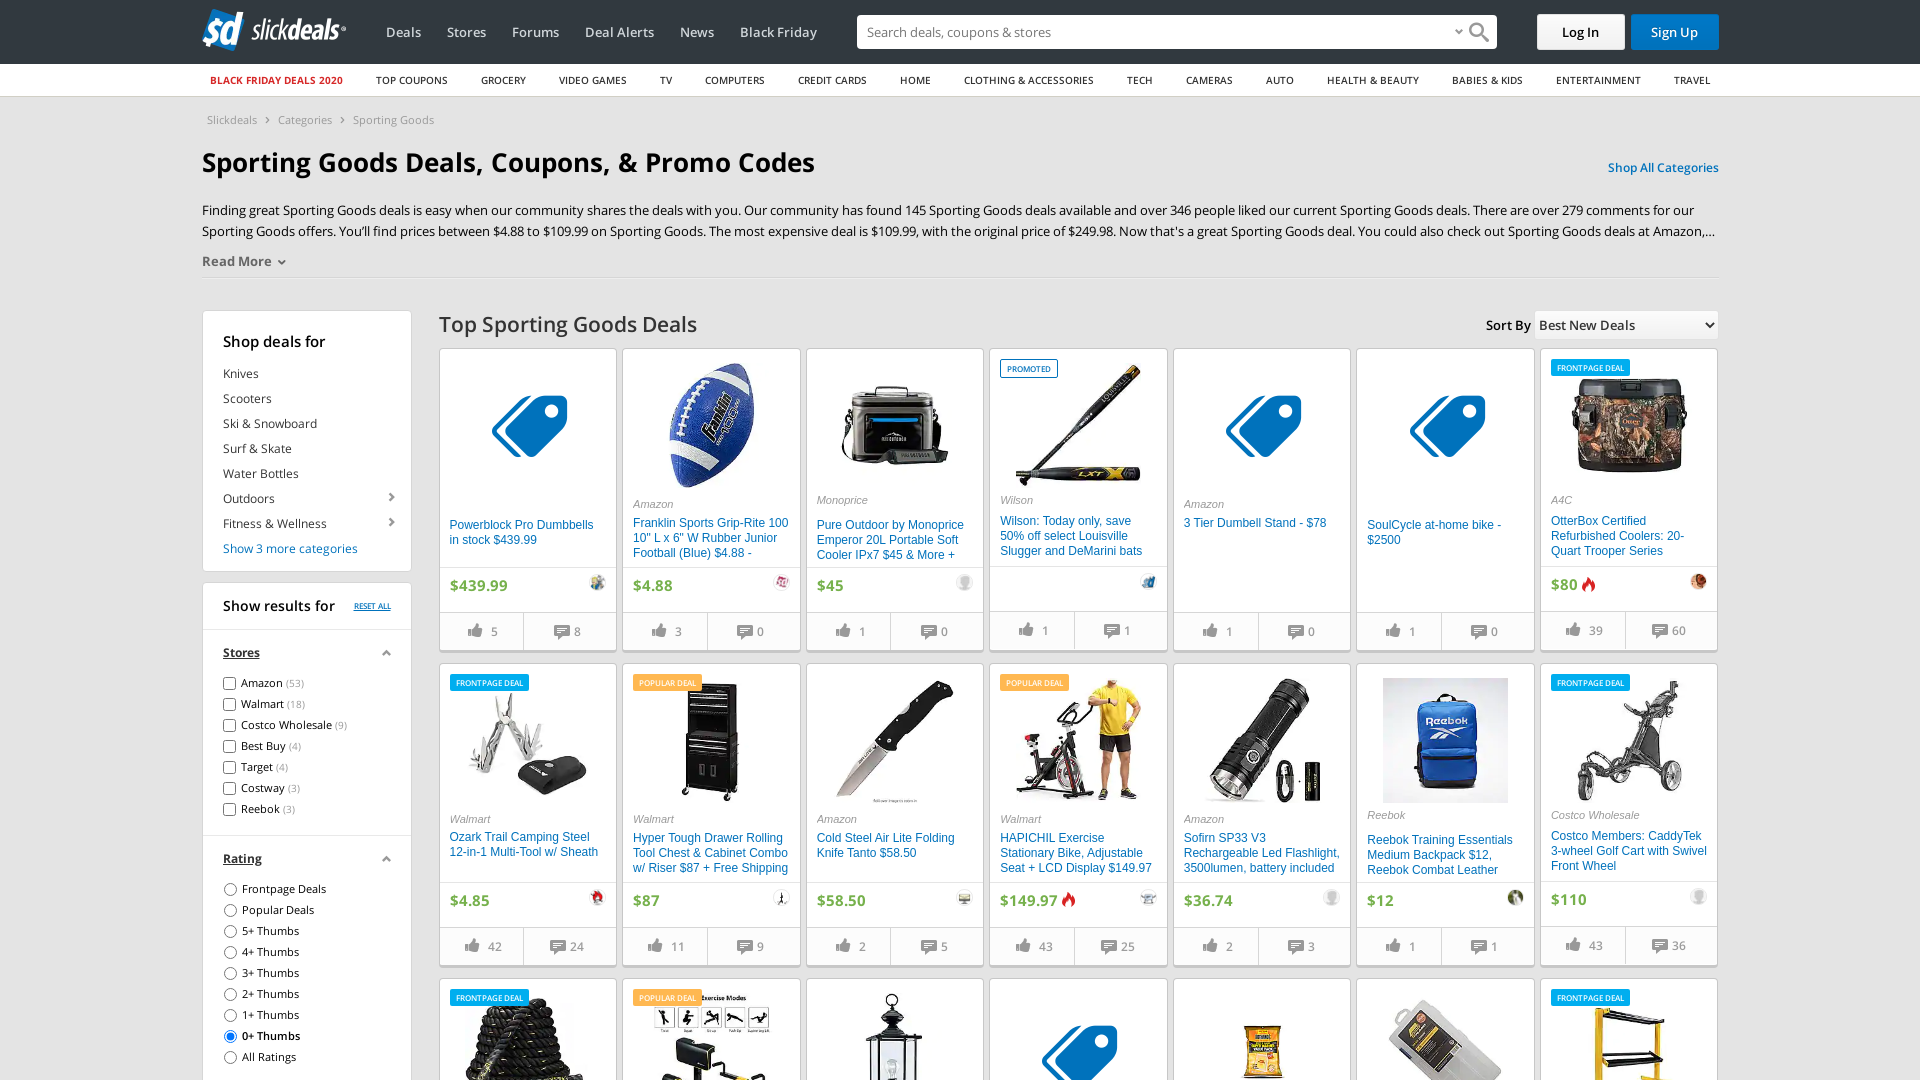 slickdeals
Deals
Stores
Forums
Deal Alerts
News
Black Friday
Search deals, coupons & stores
Log In
Sign Up
BLACK FRIDAY DEALS 2020
TOP COUPONS
GROCERY
VIDEO GAMES
TV
COMPUTERS
CREDIT CARDS
HOME
CLOTHING & ACCESSORIES
TECH
CAMERAS
AUTO
HEALTH & BEAUTY
BABIES & KIDS
ENTERTAINMENT
TRAVEL
Slickdeals
Categories
Sporting Goods
Sporting Goods Deals, Coupons, & Promo Codes
Shop All Categories
Finding great Sporting Goods deals is easy when our community shares the deals with you. Our community has found 145 Sporting Goods deals available and over 346 people liked our current Sporting Goods deals. There are over 279 comments for our
Sporting Goods offers. You’ll find prices between $4.88 to $109.99 on Sporting Goods. The most expensive deal is $109.99, with the original price of $249.98. Now that's a great Sporting Goods deal. You could also check out Sporting Goods deals at Amazon,...
Read More
Shop deals for
Knives
Scooters
Ski & Snowboard
Surf & Skate
Water Bottles
Outdoors
Fitness & Wellness
Show 3 more categories
Show results for
RESET ALL
Stores
Amazon (53)
Walmart (18)
Costco Wholesale (9)
Best Buy (4)
Target (4)
Costway (3)
Reebok (3)
Rating
Frontpage Deals
Popular Deals
5+ Thumbs
4+ Thumbs
3+ Thumbs
2+ Thumbs
1+ Thumbs
0+ Thumbs
All Ratings
Top Sporting Goods Deals
Sort By
Best New Deals
Powerblock Pro Dumbbells
in stock $439.99
$439.99
5
8
Franklin
100
Amazon
Franklin Sports Grip-Rite 100
10" L x 6" W Rubber Junior
Football (Blue) $4.88 -
$4.88
3
0
Monoprice
Pure Outdoor by Monoprice
Emperor 20L Portable Soft
Cooler IPx7 $45 & More +
$45
1
0
PROMOTED
LXT
Wilson
Wilson: Today only, save
50% off select Louisville
Slugger and DeMarini bats
1
1
Amazon
3 Tier Dumbell Stand - $78
1
0
SoulCycle at-home bike -
$2500
1
0
FRONTPAGE DEAL
A4C
OtterBox Certified
Refurbished Coolers: 20-
Quart Trooper Series
$80
39
60
FRONTPAGE DEAL
Walmart
Ozark Trail Camping Steel
12-in-1 Multi-Tool w/ Sheath
$4.85
42
24
POPULAR DEAL
Walmart
Hyper Tough Drawer Rolling
Tool Chest & Cabinet Combo
w/ Riser $87 + Free Shipping
$87
11
9
Amazon
Cold Steel Air Lite Folding
Knife Tanto $58.50
$58.50
2
5
POPULAR DEAL
Walmart
HAPICHIL Exercise
Stationary Bike, Adjustable
Seat + LCD Display $149.97
$149.97
43
25
Amazon
Sofirn SP33 V3
Rechargeable Led Flashlight,
3500lumen, battery included
$36.74
2
3
Reebok
Reebok
Reebok Training Essentials
Medium Backpack $12,
Reebok Combat Leather
$12
1
1
FRONTPAGE DEAL
Costco Wholesale
Costco Members: CaddyTek
3-wheel Golf Cart with Swivel
Front Wheel
$110
43
36
FRONTPAGE DEAL
POPULAR DEAL
Exercise Modes
FRONTPAGE DEAL